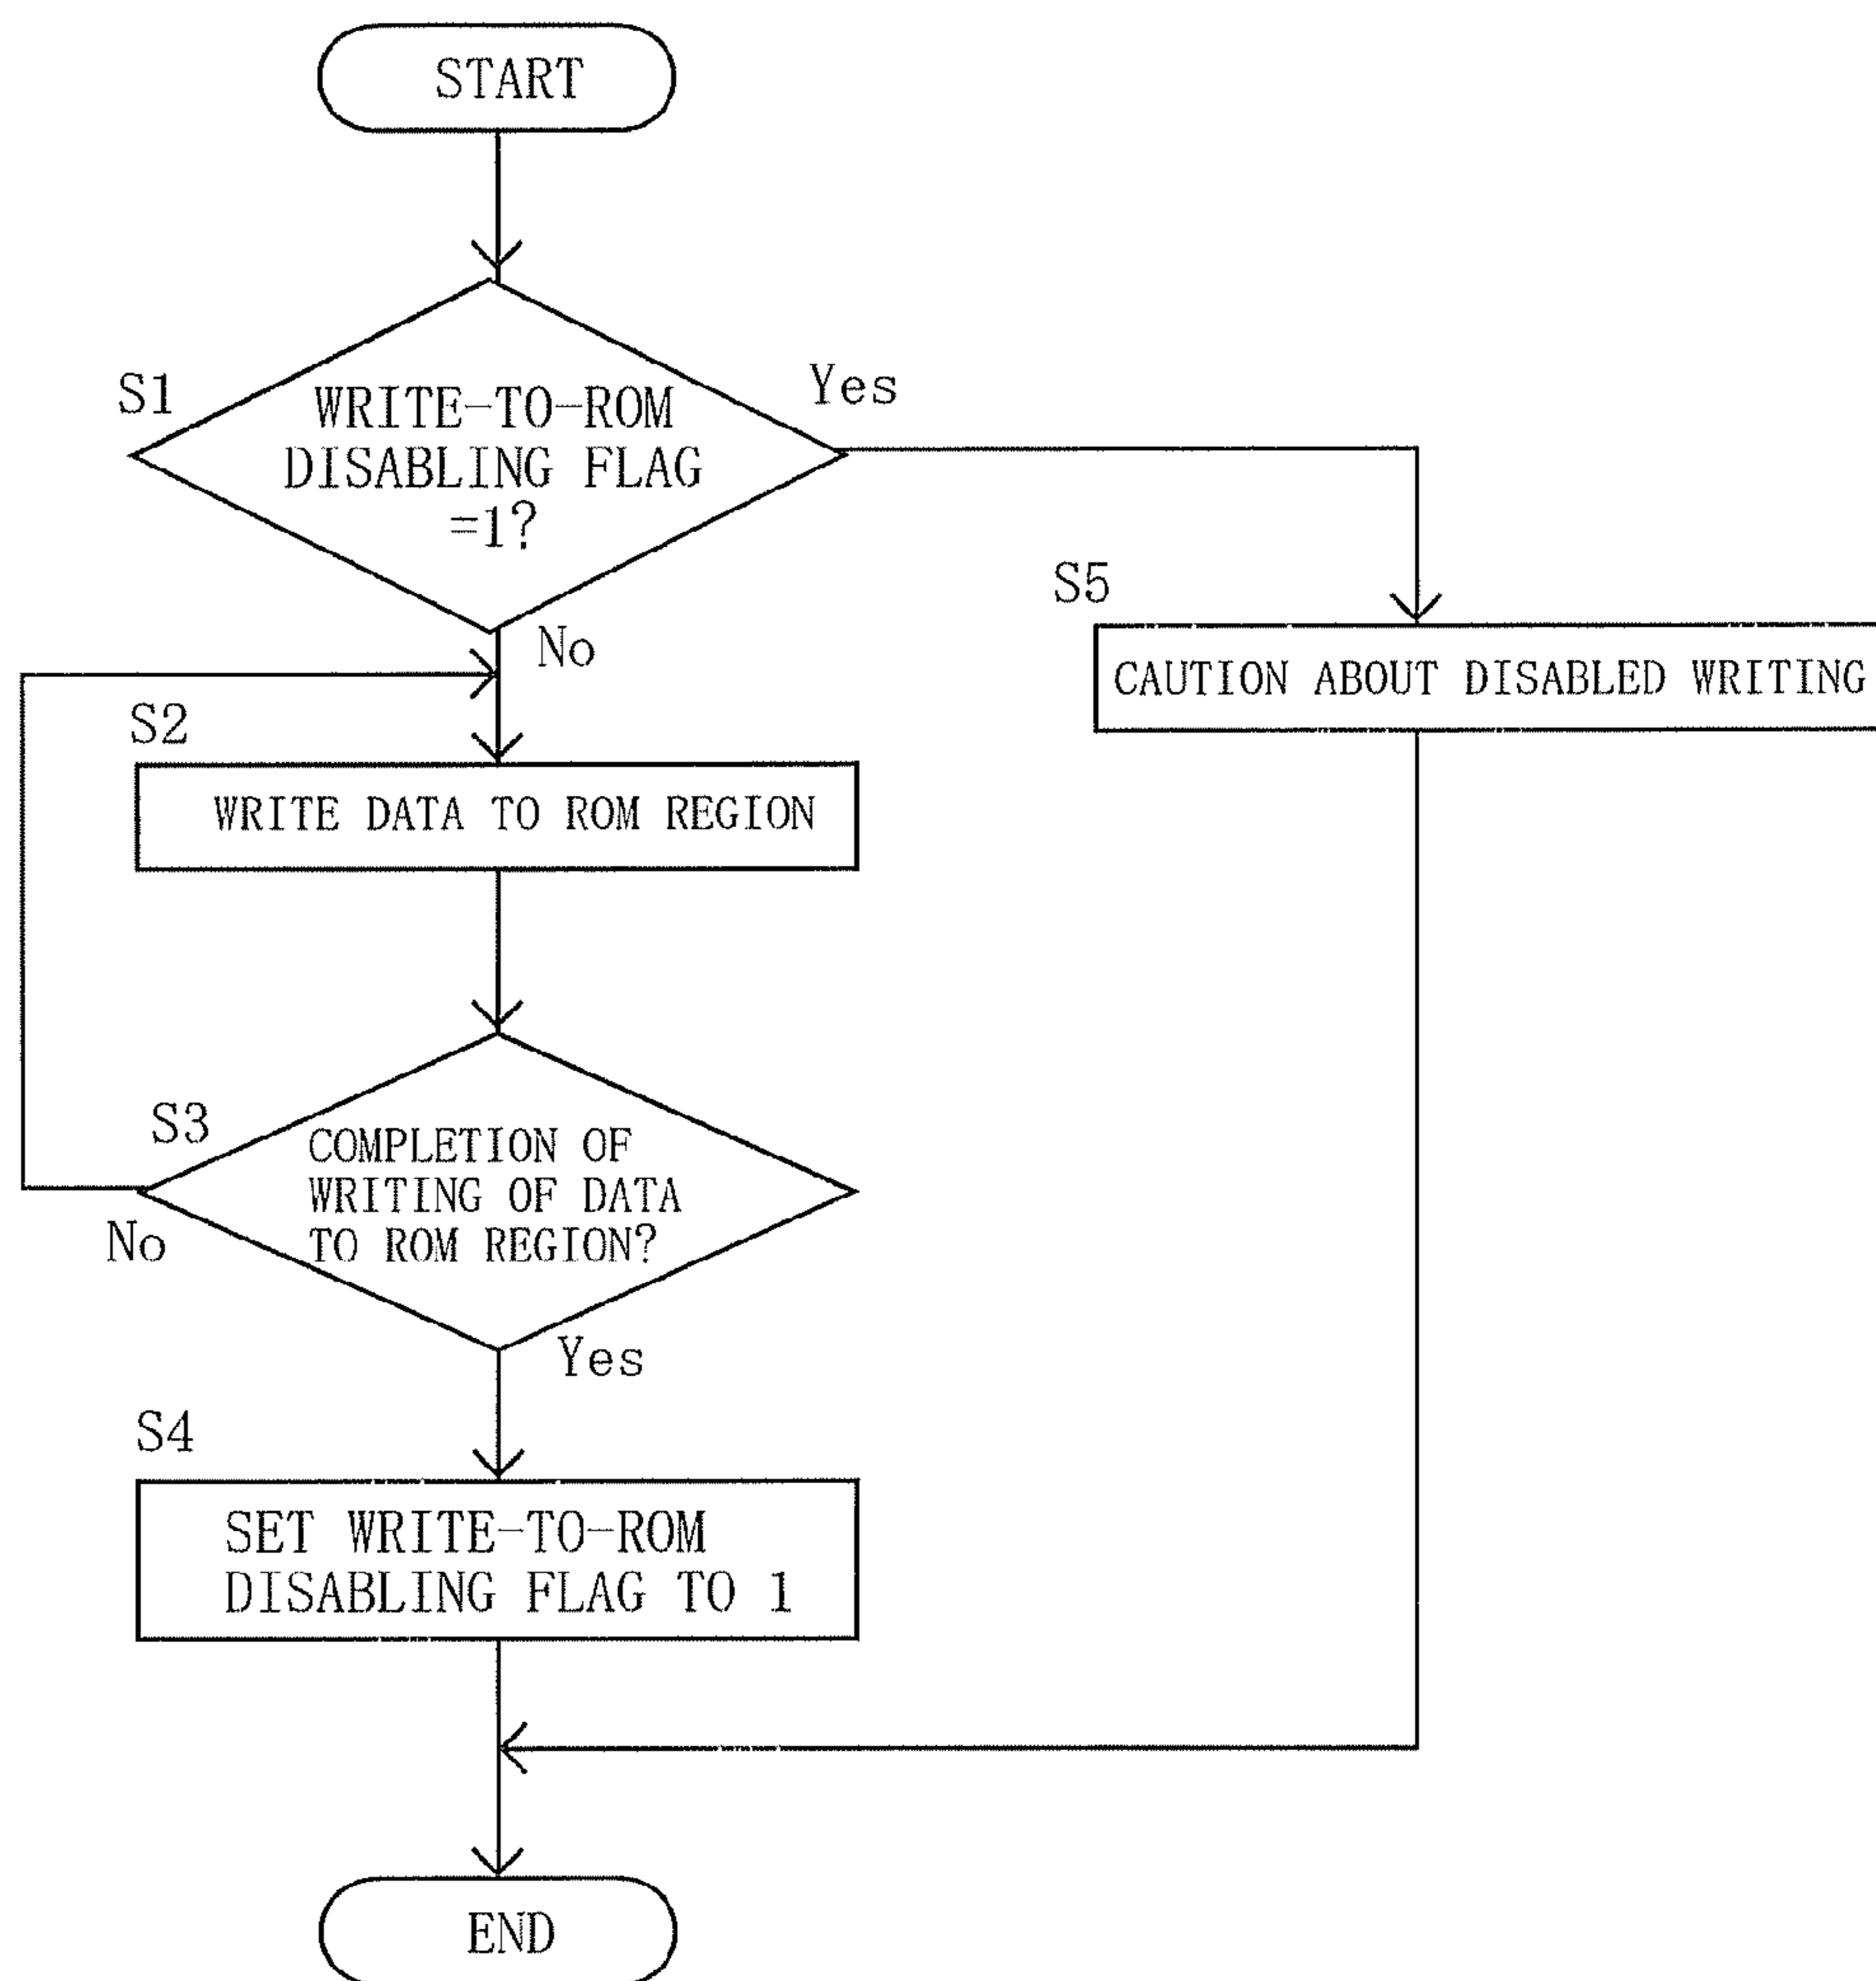 START
S1
WRITE-TO-ROM
DISABLING FLAG
=1?
Yes
No
S5
CAUTION ABOUT DISABLED WRITING
S2
WRITE DATA TO ROM REGION
S3
COMPLETION OF
WRITING OF DATA
TO ROM REGION?
No
Yes
S4
SET WRITE-TO-ROM
DISABLING FLAG TO 1
END